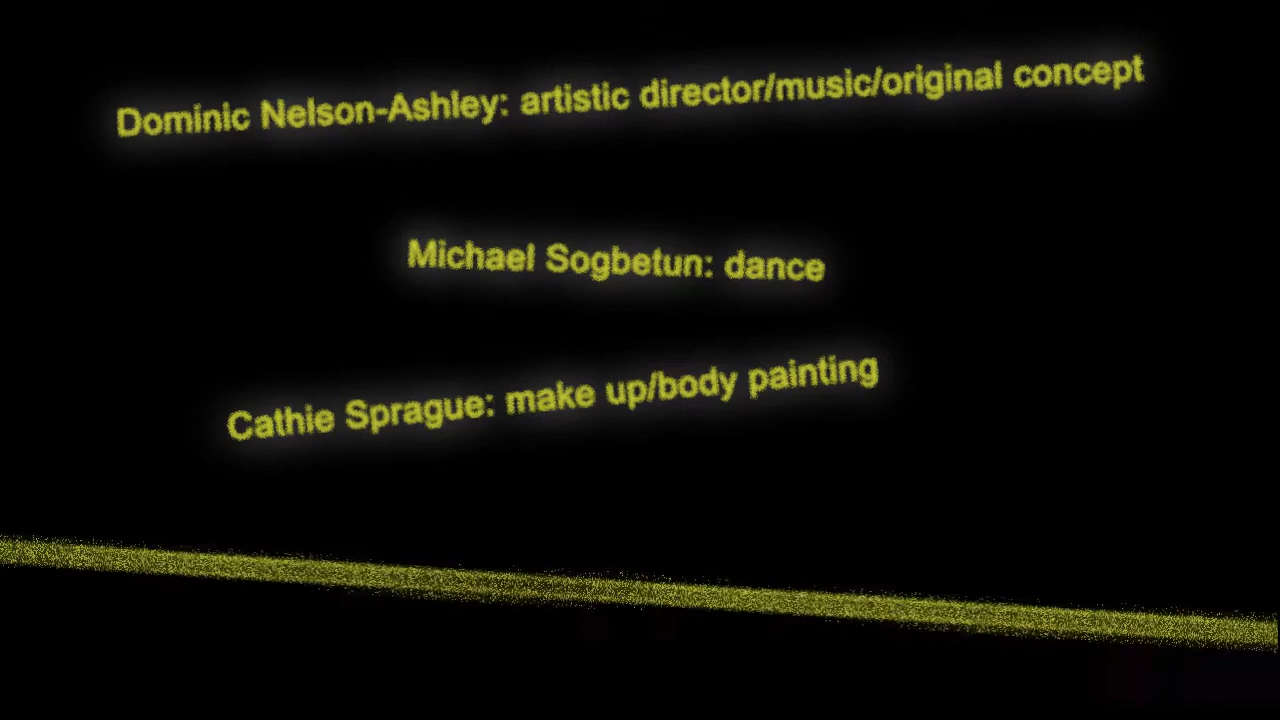 Dominic Nelson-Ashley: artistic director/music/original concept
Michael Sogbetun: dance
Cathie Sprague: make up/body painting